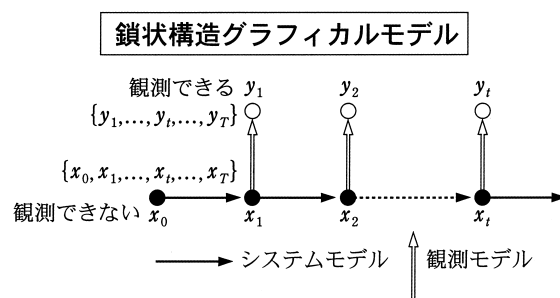 鎖状構造グラフィカルモデル
観測できる y1 y2 yt
{y1,...,yt,...,yT}
{x0,x1,...,xt,...,xT}
観測できない x0 x1 x2 xt
システムモデル 観測モデル